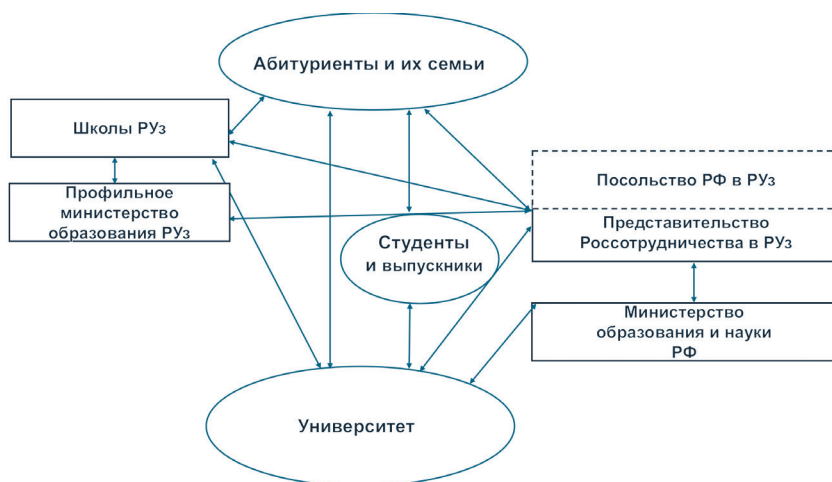 Абитуриенты и их семьи
Школы РУз
Профильное
министерство
образования РУз
Посольство РФ в РУз
Представительство
Россотрудничества в РУз
Студенты
и выпускники
Министерство
образования и науки
РФ
Университет